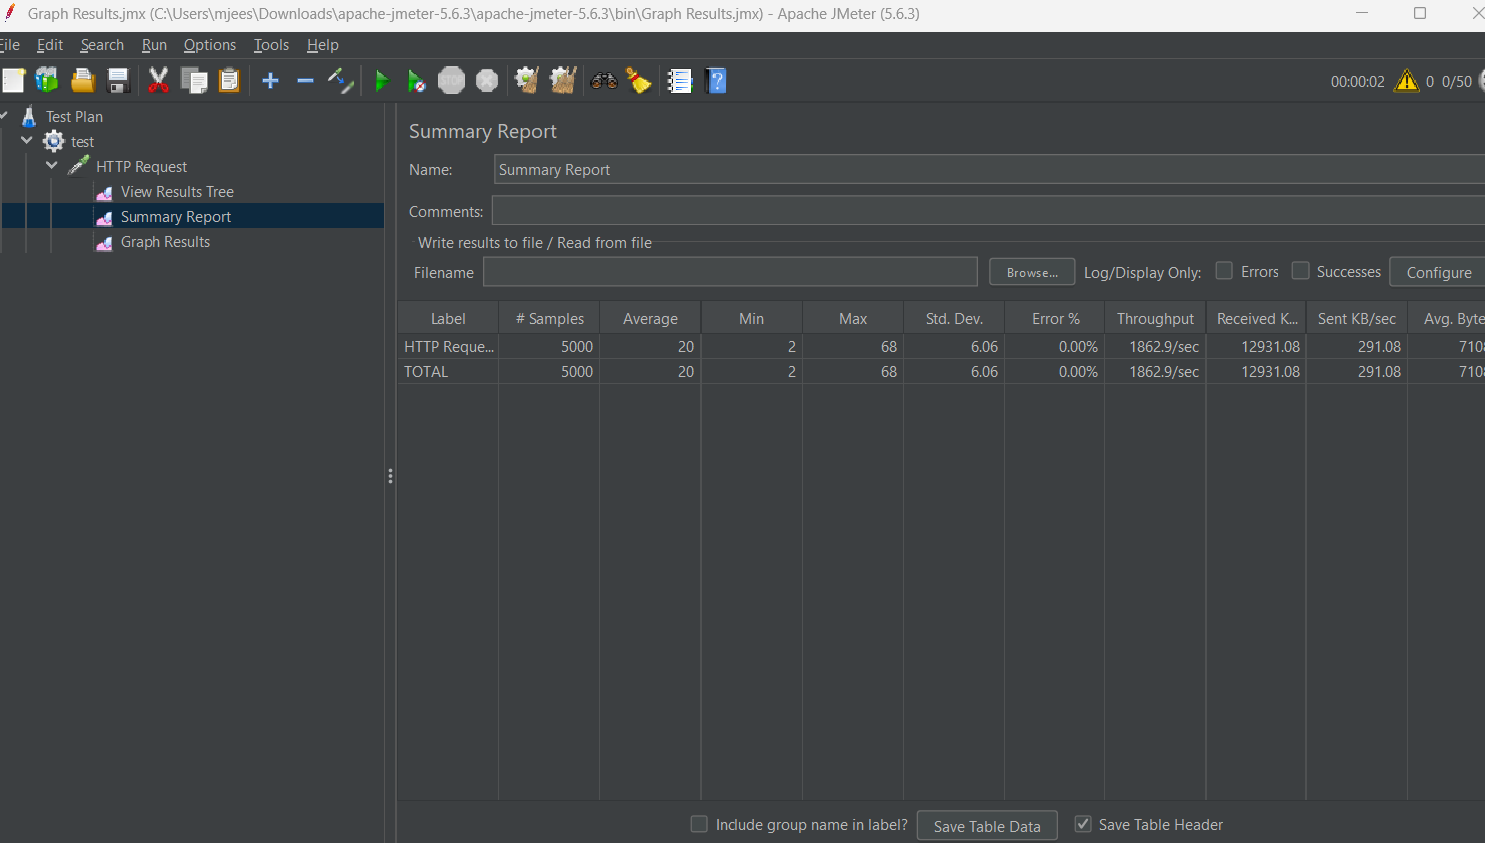 Graph Results.jmx (C:\Users\mjees\Downloads\apache-jmeter-5.6.3\apache-jmeter-5.6.3\bin\Graph Results.jmx) - Apache JMeter (5.6.3)
File Edit Search Run Options Tools Help
STOP 00:00:02 0 0/50
Test Plan
test
HTTP Request
View Results Tree
Summary Report
Graph Results
Summary Report
Name: Summary Report
Comments:
Write results to file / Read from file
Filename Browse... Log/Display Only: Errors Successes Configure
Label # Samples Average Min Max Std. Dev. Error % Throughput Received K... Sent KB/sec Avg. Byte
HTTP Reque... 5000 20 2 68 6.06 0.00% 1862.9/sec 12931.08 291.08 7108
TOTAL 5000 20 2 68 6.06 0.00% 1862.9/sec 12931.08 291.08 7108
Include group name in label? Save Table Data Save Table Header